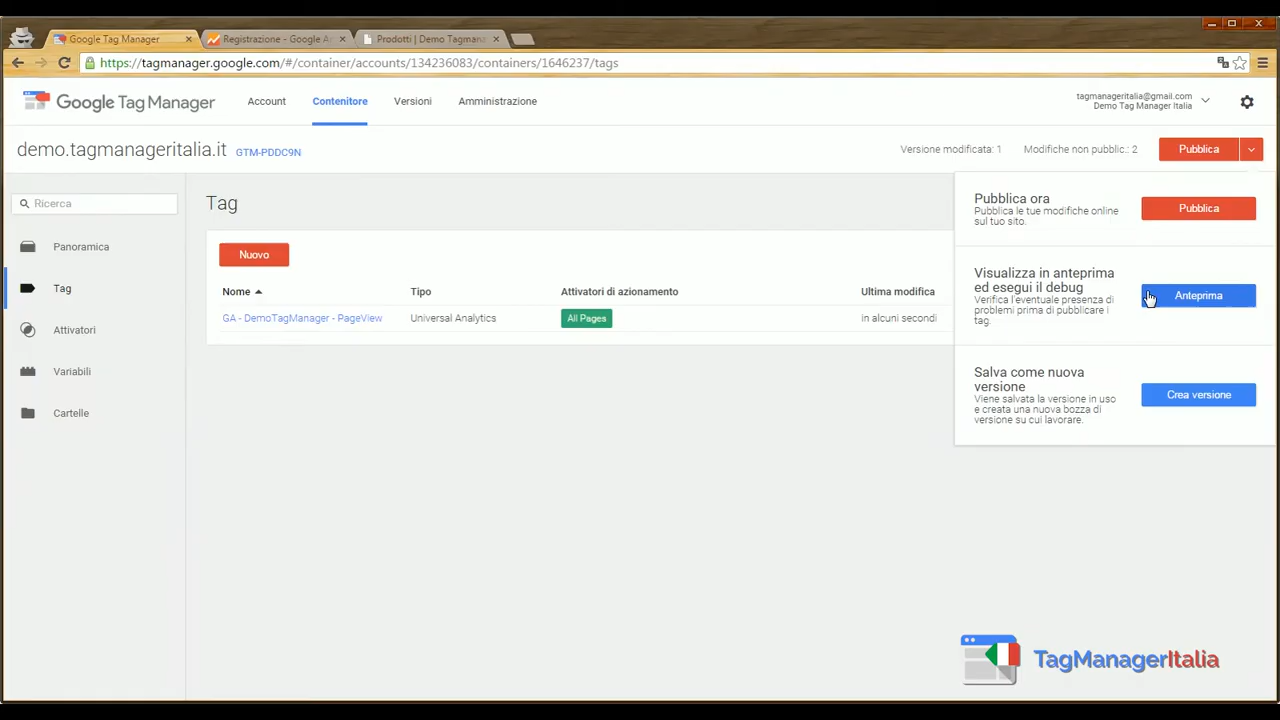 Google Tag Manager
Registrazione - Google A
Prodotti | Demo Tagmana
https://tagmanager.google.com/#/container/accounts/134236083/containers/1646237/tags
Google Tag Manager
Account
Contenitore
Versioni
Amministrazione
tagmanageritalia@gmail.com
Demo Tag Manager Italia
demo.tagmanageritalia.it
GTM-PDDC9N
Versione modificata: 1
Modifiche non pubblic.: 2
Pubblica
Ricerca
Panoramica
Tag
Attivatori
Variabili
Cartelle
Tag
Nuovo
Nome
Tipo
Attivatori di azionamento
Ultima modifica
GA - DemoTagManager - PageView
Universal Analytics
All Pages
in alcuni secondi
Pubblica ora
Pubblica le tue modifiche online
sul tuo sito.
Pubblica
Visualizza in anteprima
ed esegui il debug
Verifica l'eventuale presenza di
problemi prima di pubblicare i
tag.
Anteprima
Salva come nuova
versione
Viene salvata la versione in uso
e creata una nuova bozza di
versione su cui lavorare.
Crea versione
TagManagerItalia